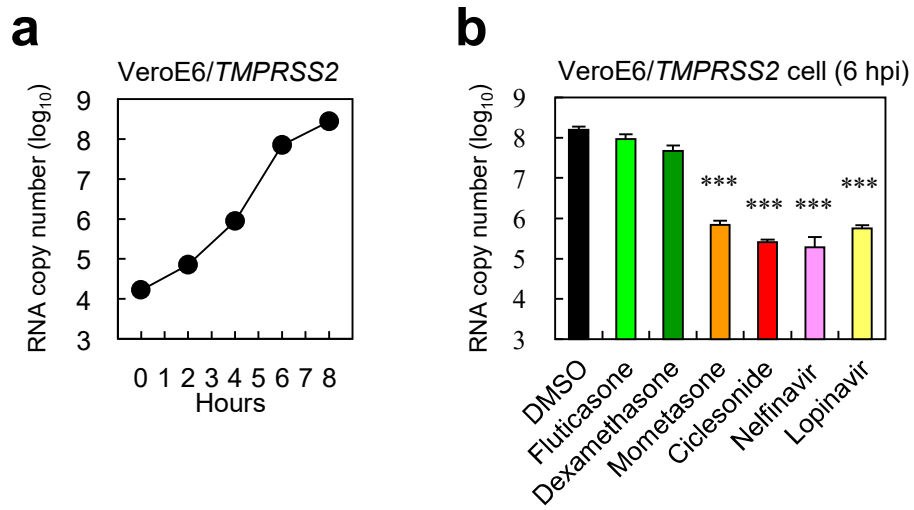 a
VeroE6/TMPRSS2
RNA copy number (log10)
9
8
7
6
5
4
3
0 1 2 3 4 5 6 7 8
Hours
b
VeroE6/TMPRSS2 cell (6 hpi)
RNA copy number (log10)
9
8
7
6
5
4
3
***
***
***
***
DMSO
Fluticasone
Dexamethasone
Mometasone
Ciclesonide
Nelfinavir
Lopinavir